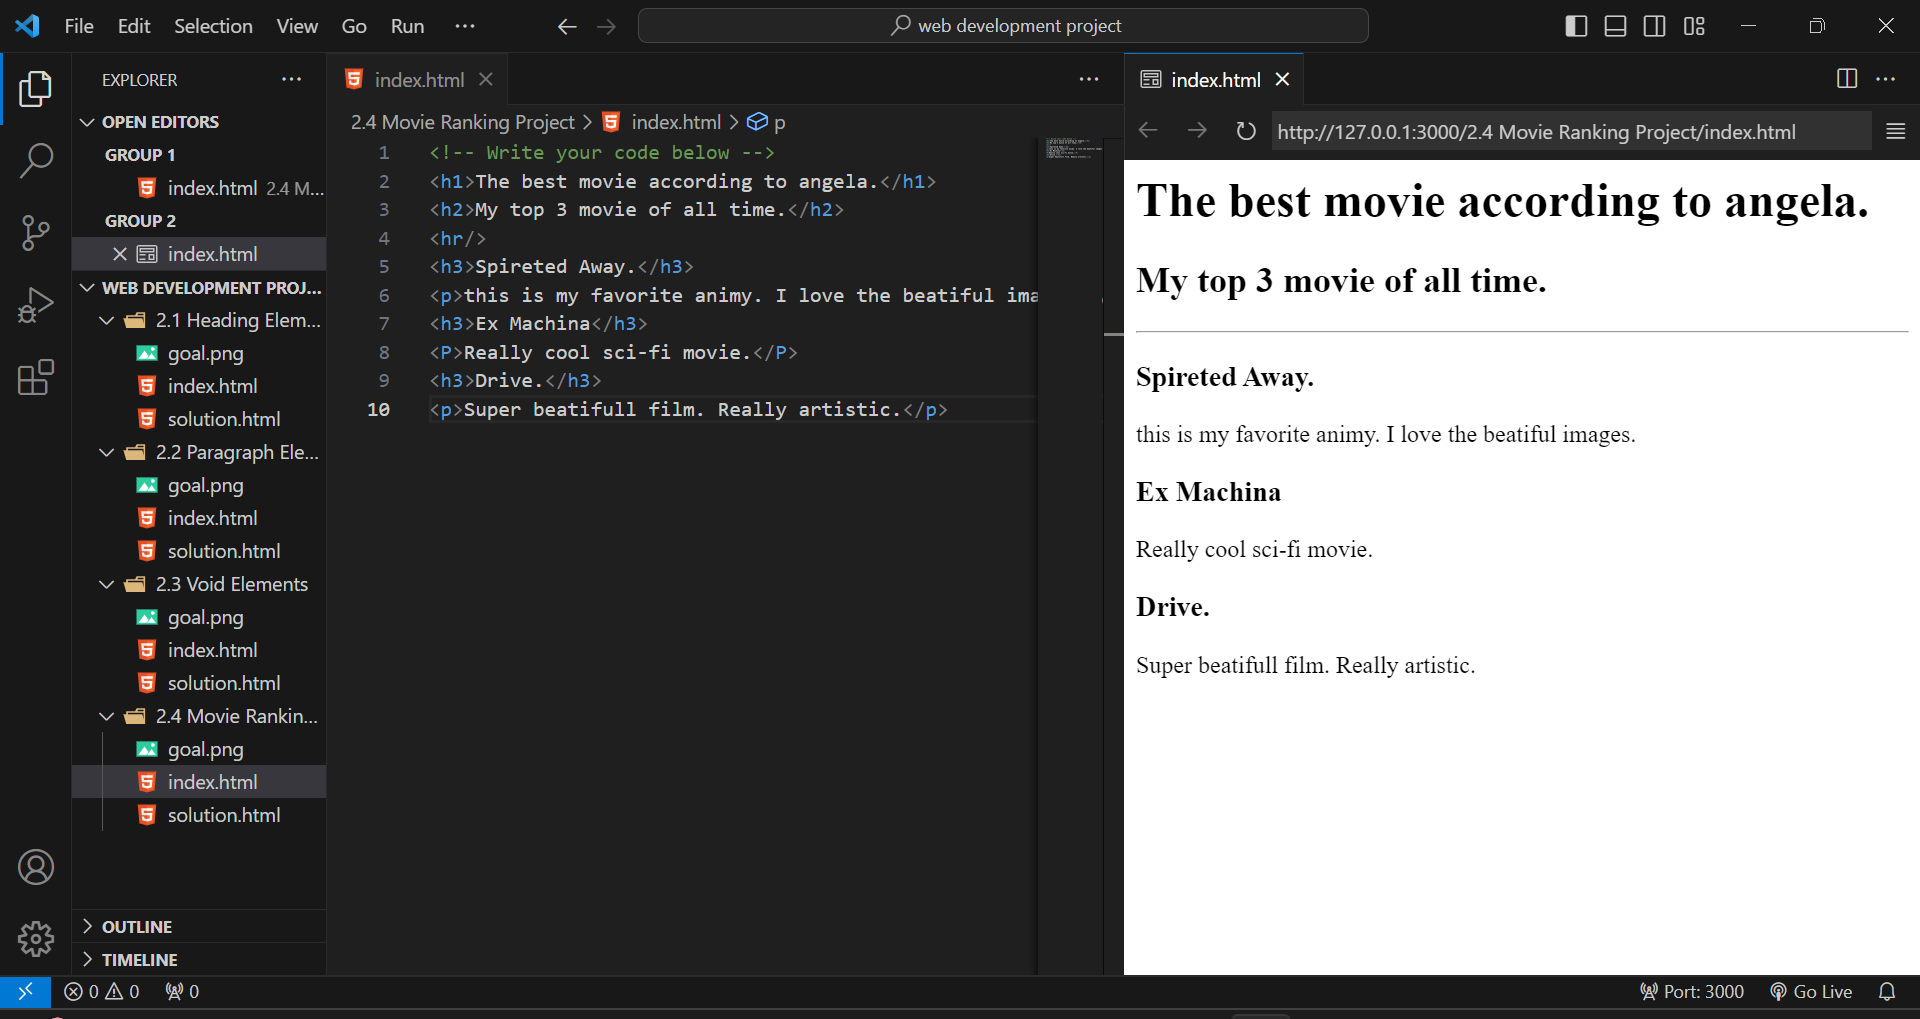 File Edit Selection View Go Run ··· web development project
EXPLORER ···
OPEN EDITORS
GROUP 1
index.html 2.4 M...
GROUP 2
index.html
WEB DEVELOPMENT PROJ...
2.1 Heading Elem...
goal.png
index.html
solution.html
2.2 Paragraph Ele...
goal.png
index.html
solution.html
2.3 Void Elements
goal.png
index.html
solution.html
2.4 Movie Rankin...
goal.png
index.html
solution.html
OUTLINE
TIMELINE
index.html ···
2.4 Movie Ranking Project > index.html > p
1 <!-- Write your code below -->
2 <h1>The best movie according to angela.</h1>
3 <h2>My top 3 movie of all time.</h2>
4 <hr/>
5 <h3>Spireted Away.</h3>
6 <p>this is my favorite animy. I love the beatiful ima
7 <h3>Ex Machina</h3>
8 <P>Really cool sci-fi movie.</P>
9 <h3>Drive.</h3>
10 <p>Super beatifull film. Really artistic.</p>
index.html ···
http://127.0.0.1:3000/2.4 Movie Ranking Project/index.html
The best movie according to angela.
My top 3 movie of all time.
Spireted Away.
this is my favorite animy. I love the beatiful images.
Ex Machina
Really cool sci-fi movie.
Drive.
Super beatifull film. Really artistic.
0 0 0 Port: 3000 Go Live